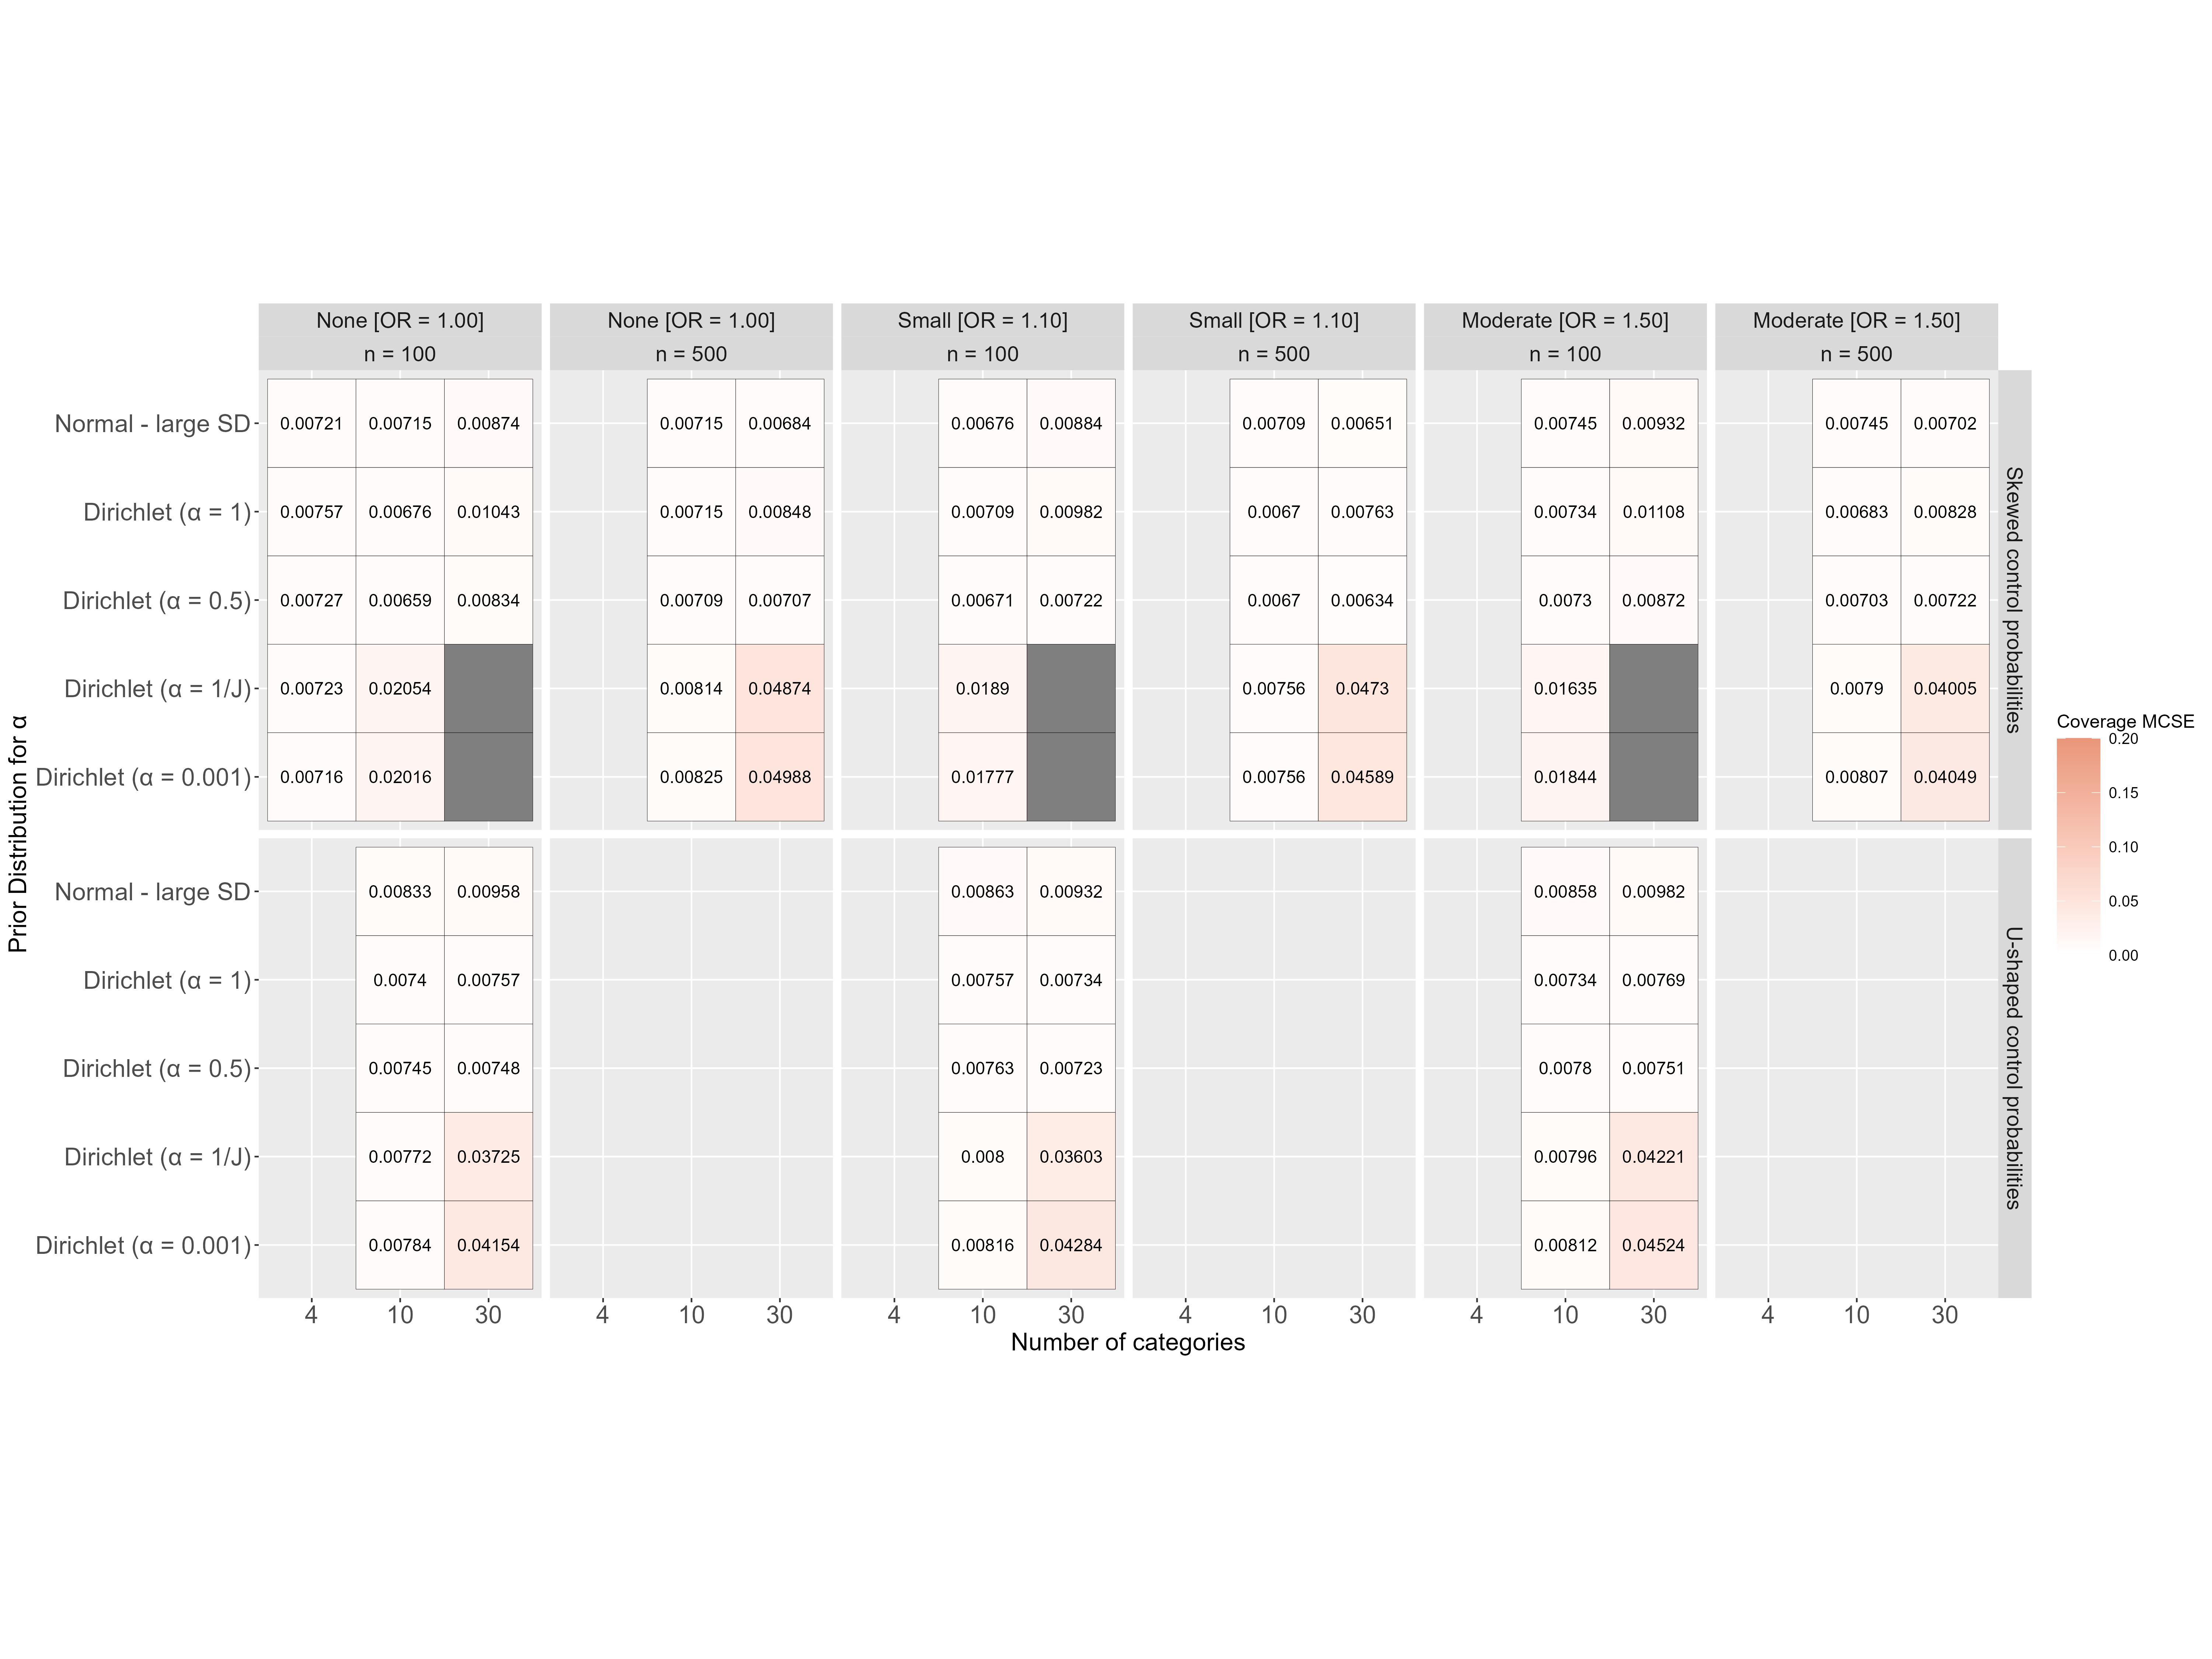 None [OR = 1.00] None [OR = 1.00] Small [OR = 1.10] Small [OR = 1.10] Moderate [OR = 1.50] Moderate [OR = 1.50]
n = 100 n = 500 n = 100 n = 500 n = 100 n = 500
Normal - large SD 0.00721 0.00715 0.00874 0.00715 0.00684 0.00676 0.00884 0.00709 0.00651 0.00745 0.00932 0.00745 0.00702
Dirichlet (α = 1) 0.00757 0.00676 0.01043 0.00715 0.00848 0.00709 0.00982 0.0067 0.00763 0.00734 0.01108 0.00683 0.00828
Dirichlet (α = 0.5) 0.00727 0.00659 0.00834 0.00709 0.00707 0.00671 0.00722 0.0067 0.00634 0.0073 0.00872 0.00703 0.00722
Dirichlet (α = 1/J) 0.00723 0.02054 0.00814 0.04874 0.0189 0.00756 0.0473 0.01635 0.0079 0.04005
Dirichlet (α = 0.001) 0.00716 0.02016 0.00825 0.04988 0.01777 0.00756 0.04589 0.01844 0.00807 0.04049
Skewed control probabilities
Normal - large SD 0.00833 0.00958 0.00863 0.00932 0.00858 0.00982
Dirichlet (α = 1) 0.0074 0.00757 0.00757 0.00734 0.00734 0.00769
Dirichlet (α = 0.5) 0.00745 0.00748 0.00763 0.00723 0.0078 0.00751
Dirichlet (α = 1/J) 0.00772 0.03725 0.008 0.03603 0.00796 0.04221
Dirichlet (α = 0.001) 0.00784 0.04154 0.00816 0.04284 0.00812 0.04524
U-shaped control probabilities
4 10 30 4 10 30 4 10 30 4 10 30 4 10 30 4 10 30
Number of categories
Prior Distribution for α
Coverage MCSE
0.20
0.15
0.10
0.05
0.00